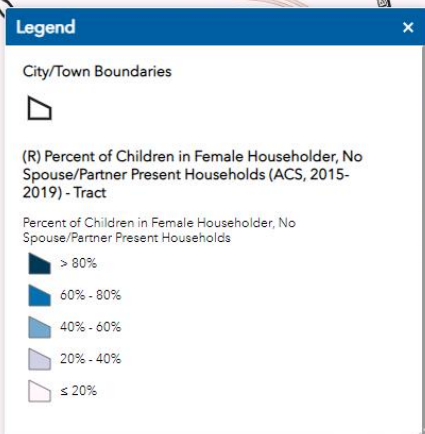 Legend ×
City/Town Boundaries
(R) Percent of Children in Female Householder, No
Spouse/Partner Present Households (ACS, 2015-
2019) - Tract
Percent of Children in Female Householder, No
Spouse/Partner Present Households
> 80%
60% - 80%
40% - 60%
20% - 40%
≤ 20%